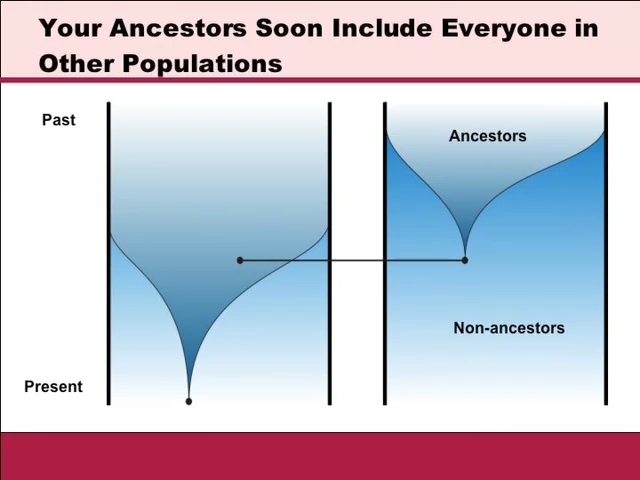 Your Ancestors Soon Include Everyone in
Other Populations
Past
Ancestors
Non-ancestors
Present